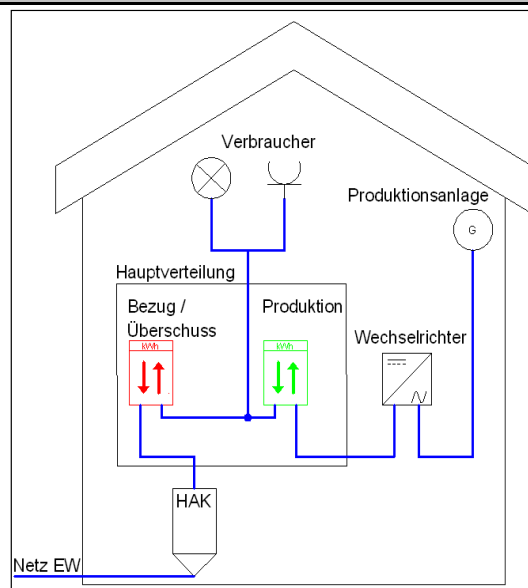 Verbraucher
Produktionsanlage
G
Hauptverteilung
Bezug /
Überschuss
Produktion
kWh
kWh
Wechselrichter
HAK
Netz EW